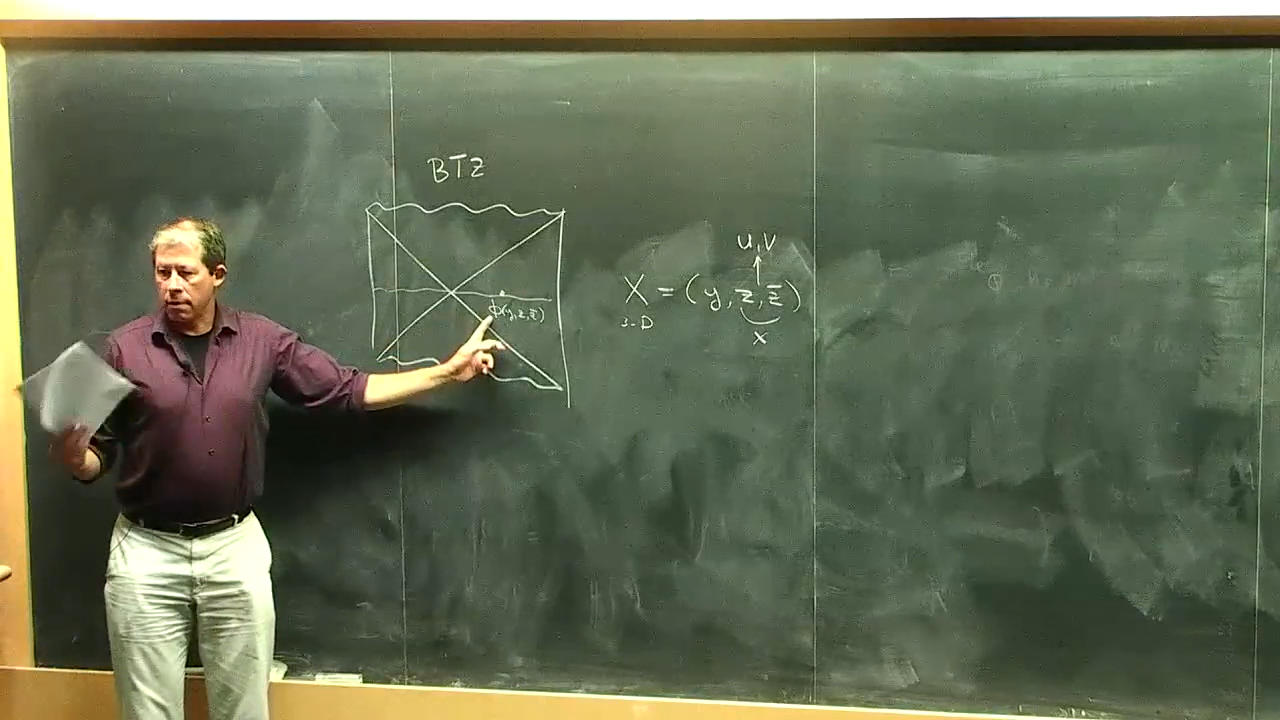 BTZ
ϕ(y,z,z̄)
u,v
X = (y, z, z̄)
3-D
x